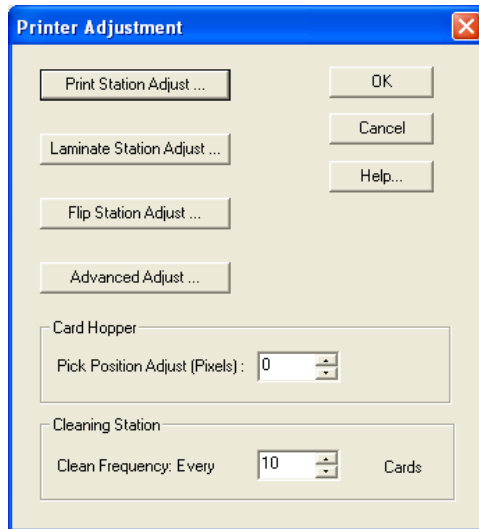 Printer Adjustment
Print Station Adjust ...
OK
Cancel
Laminate Station Adjust ...
Help...
Flip Station Adjust ...
Advanced Adjust ...
Card Hopper
Pick Position Adjust (Pixels) : 0
Cleaning Station
Clean Frequency: Every 10 Cards